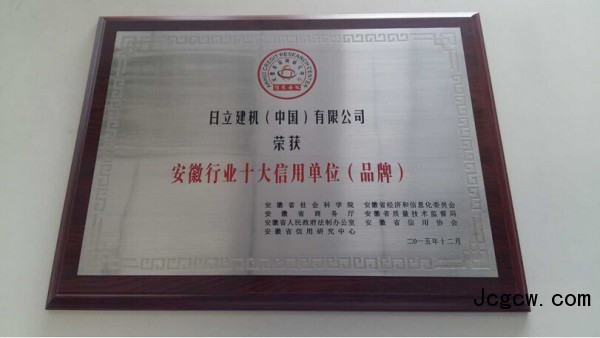 ANHUI CREDIT RESEARCH CENTER
日立建机（中国）有限公司
荣获
安徽行业十大信用单位（品牌）
安徽省社会科学院 安徽省经济和信息化委员会
安徽省商务厅 安徽省质量技术监督局
安徽省人民政府法制办公室 安徽省信用协会
安徽省信用研究中心
二〇一五年十二月
Jcgcw.com